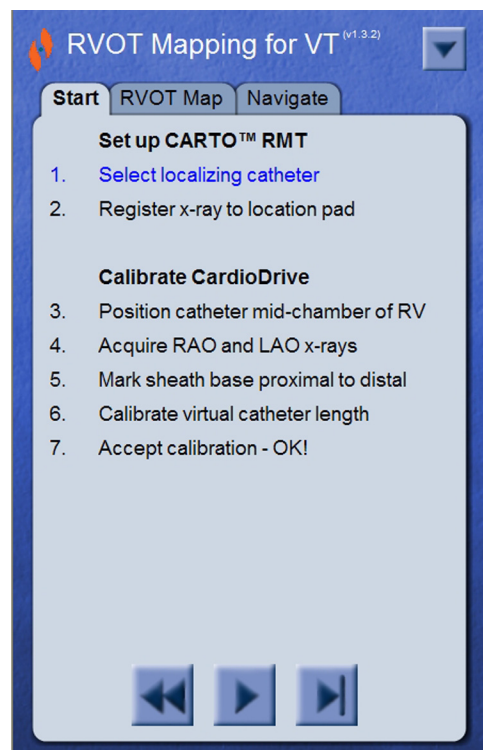 RVOT Mapping for VT (v1.3.2)
Start RVOT Map Navigate
Set up CARTO™ RMT
1. Select localizing catheter
2. Register x-ray to location pad
Calibrate CardioDrive
3. Position catheter mid-chamber of RV
4. Acquire RAO and LAO x-rays
5. Mark sheath base proximal to distal
6. Calibrate virtual catheter length
7. Accept calibration - OK!